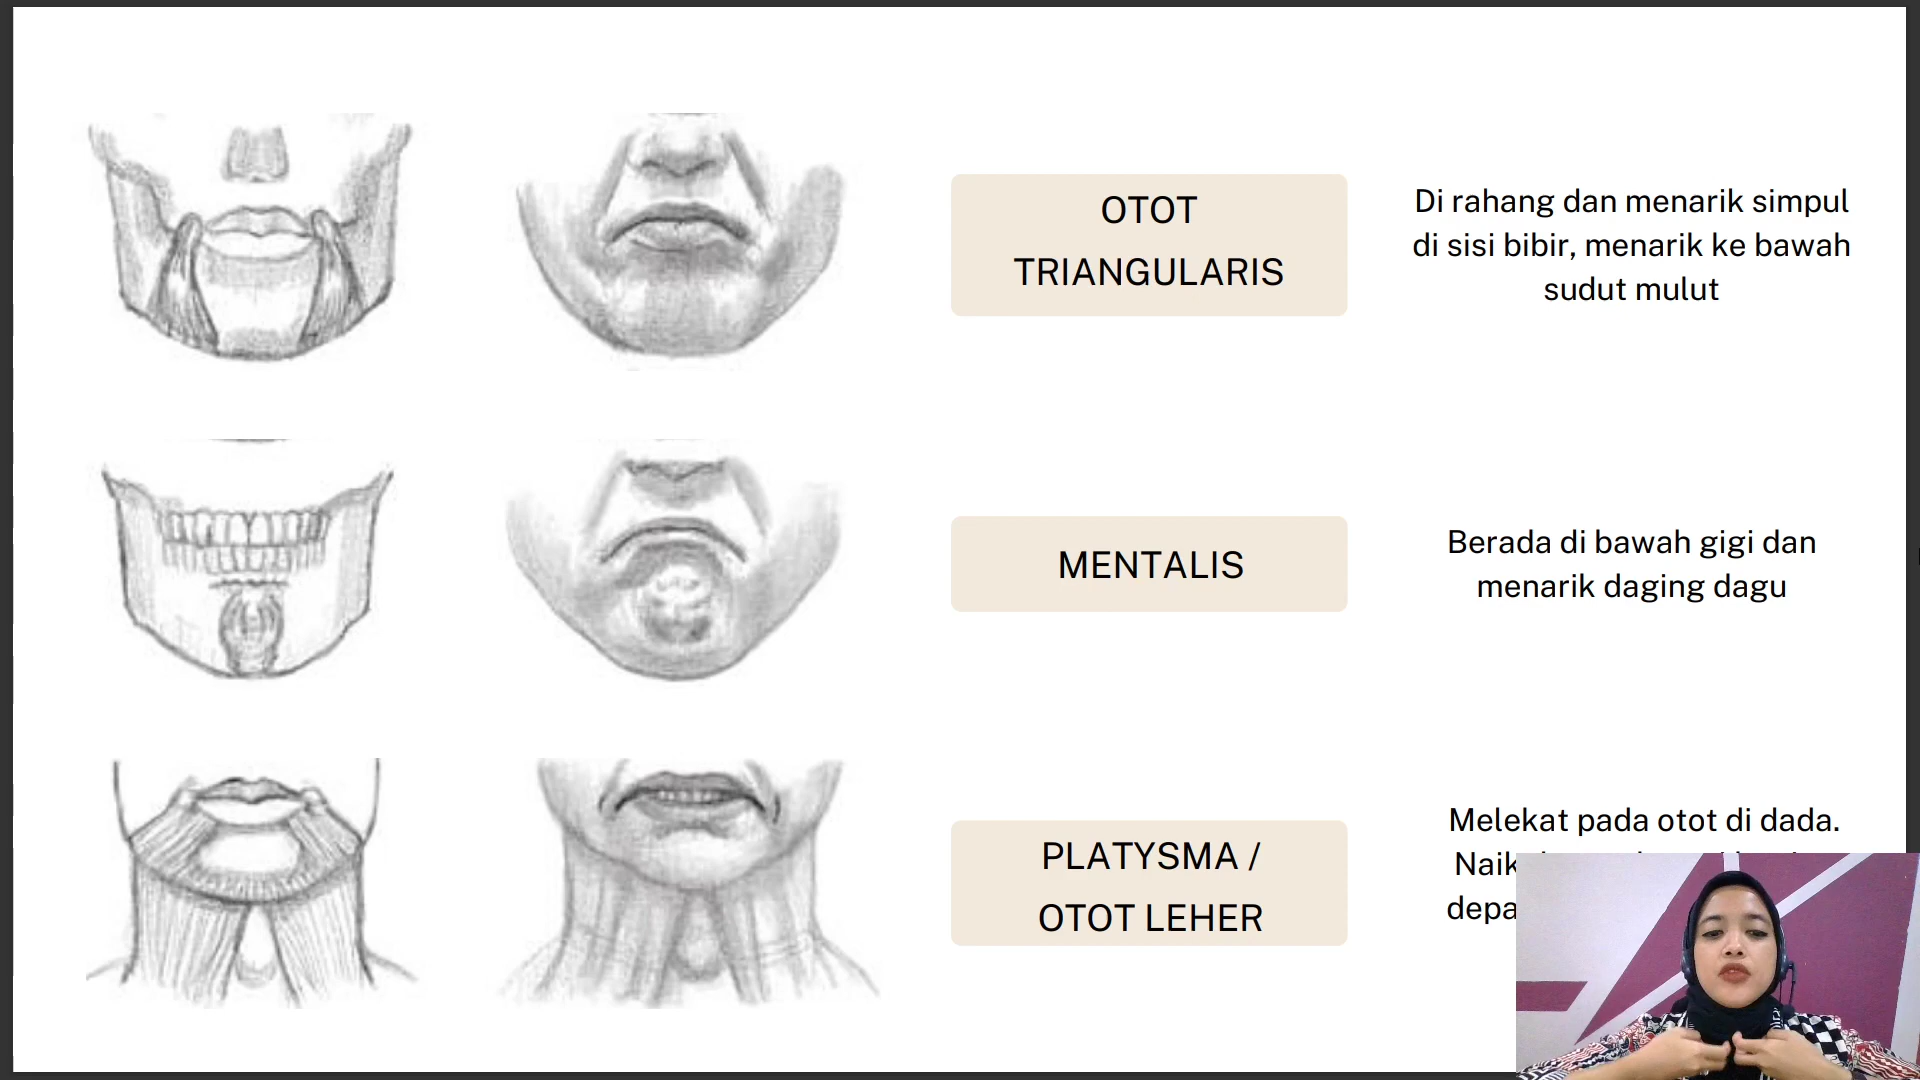 OTOT
TRIANGULARIS
Di rahang dan menarik simpul
di sisi bibir, menarik ke bawah
sudut mulut
MENTALIS
Berada di bawah gigi dan
menarik daging dagu
PLATYSMA /
OTOT LEHER
Melekat pada otot di dada.